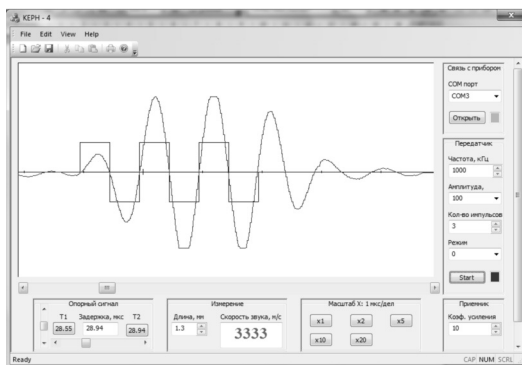 КЕРН - 4
File Edit View Help
Связь с прибором
COM порт
COM3
Открыть
Передатчик
Частота, кГц
1000
Амплитуда,
100
Кол-во импульсов
3
Режим
0
Start
Опорный сигнал
T1 Задержка, мкс T2
28.55 28.94 28.94
Измерение
Длина, мм Скорость звука, м/с
1.3 3333
Масштаб X: 1 мкс/дел
x1 x2 x5
x10 x20
Приемник
Коэф. усиления
10
Ready CAP NUM SCRL